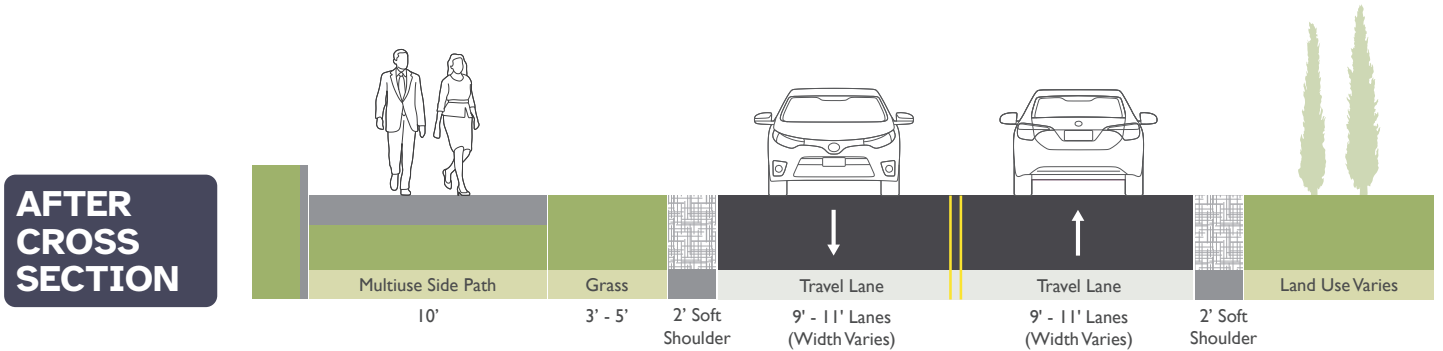 AFTER
CROSS
SECTION
Multiuse Side Path
Grass
Travel Lane
Travel Lane
Land Use Varies
10’
3’ - 5’
2’ Soft
Shoulder
9' - 11' Lanes
(Width Varies)
9' - 11' Lanes
(Width Varies)
2’ Soft
Shoulder